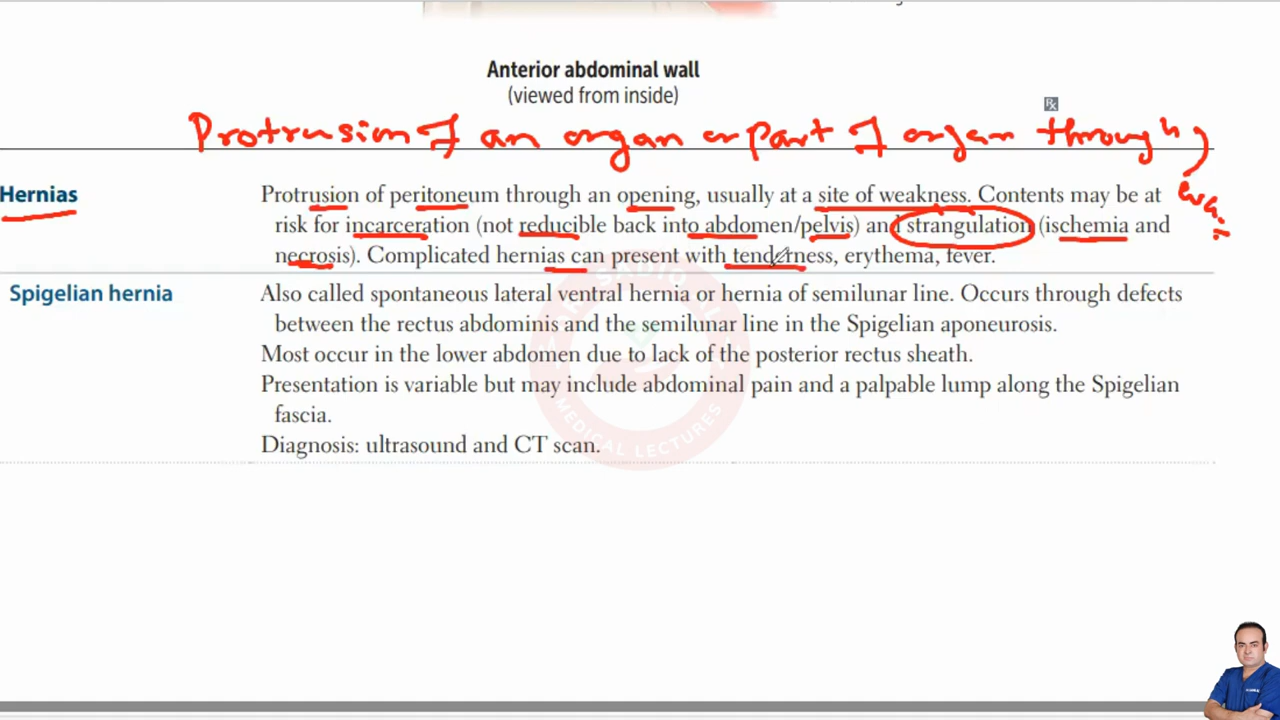 Anterior abdominal wall
(viewed from inside)
Rx
Protrusion of an organ or part of organ through
Hernias
Protrusion of peritoneum through an opening, usually at a site of weakness. Contents may be at
risk for incarceration (not reducible back into abdomen/pelvis) and strangulation (ischemia and
necrosis). Complicated hernias can present with tenderness, erythema, fever.
Spigelian hernia
Also called spontaneous lateral ventral hernia or hernia of semilunar line. Occurs through defects
between the rectus abdominis and the semilunar line in the Spigelian aponeurosis.
Most occur in the lower abdomen due to lack of the posterior rectus sheath.
Presentation is variable but may include abdominal pain and a palpable lump along the Spigelian
fascia.
Diagnosis: ultrasound and CT scan.
MEDICAL LECTURES